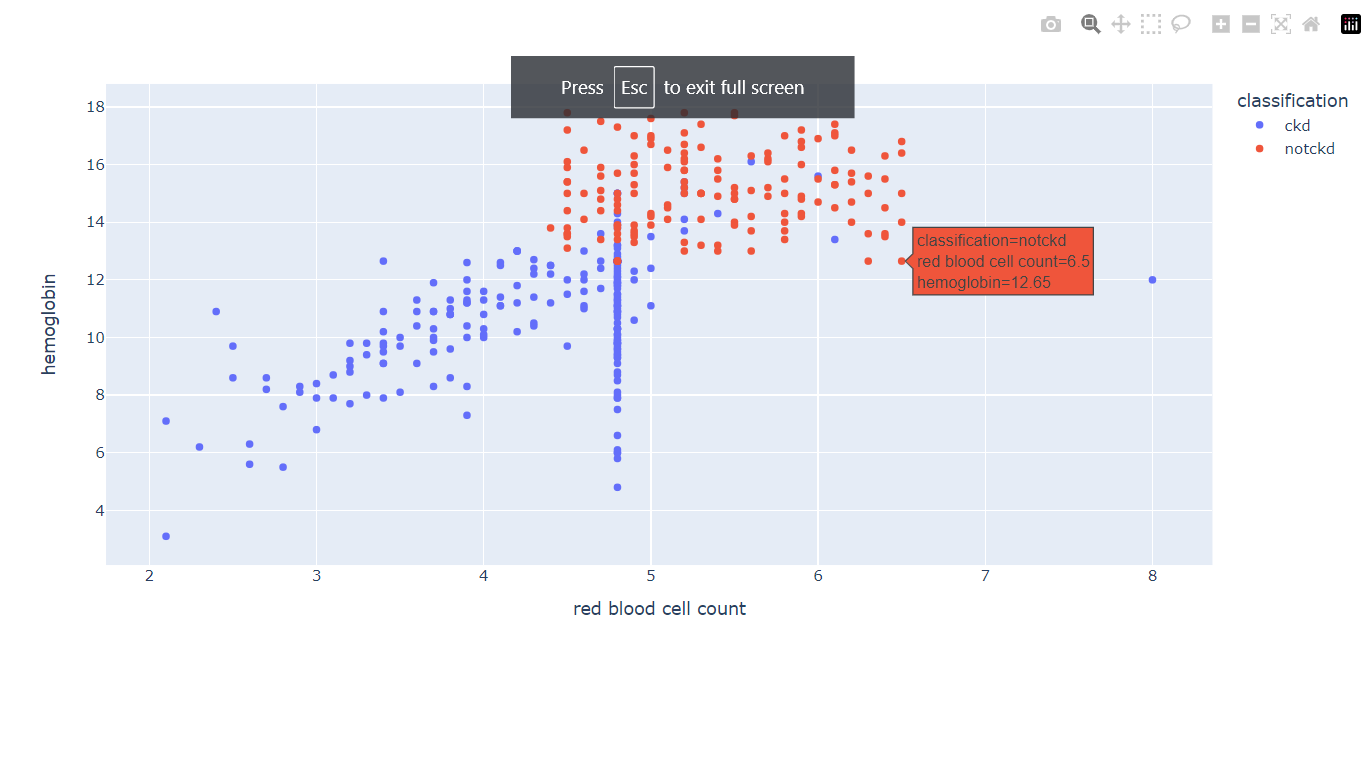 Press Esc to exit full screen
classification
ckd
notckd
18
16
14
12
10
8
6
4
hemoglobin
classification=notckd
red blood cell count=6.5
hemoglobin=12.65
2 3 4 5 6 7 8
red blood cell count